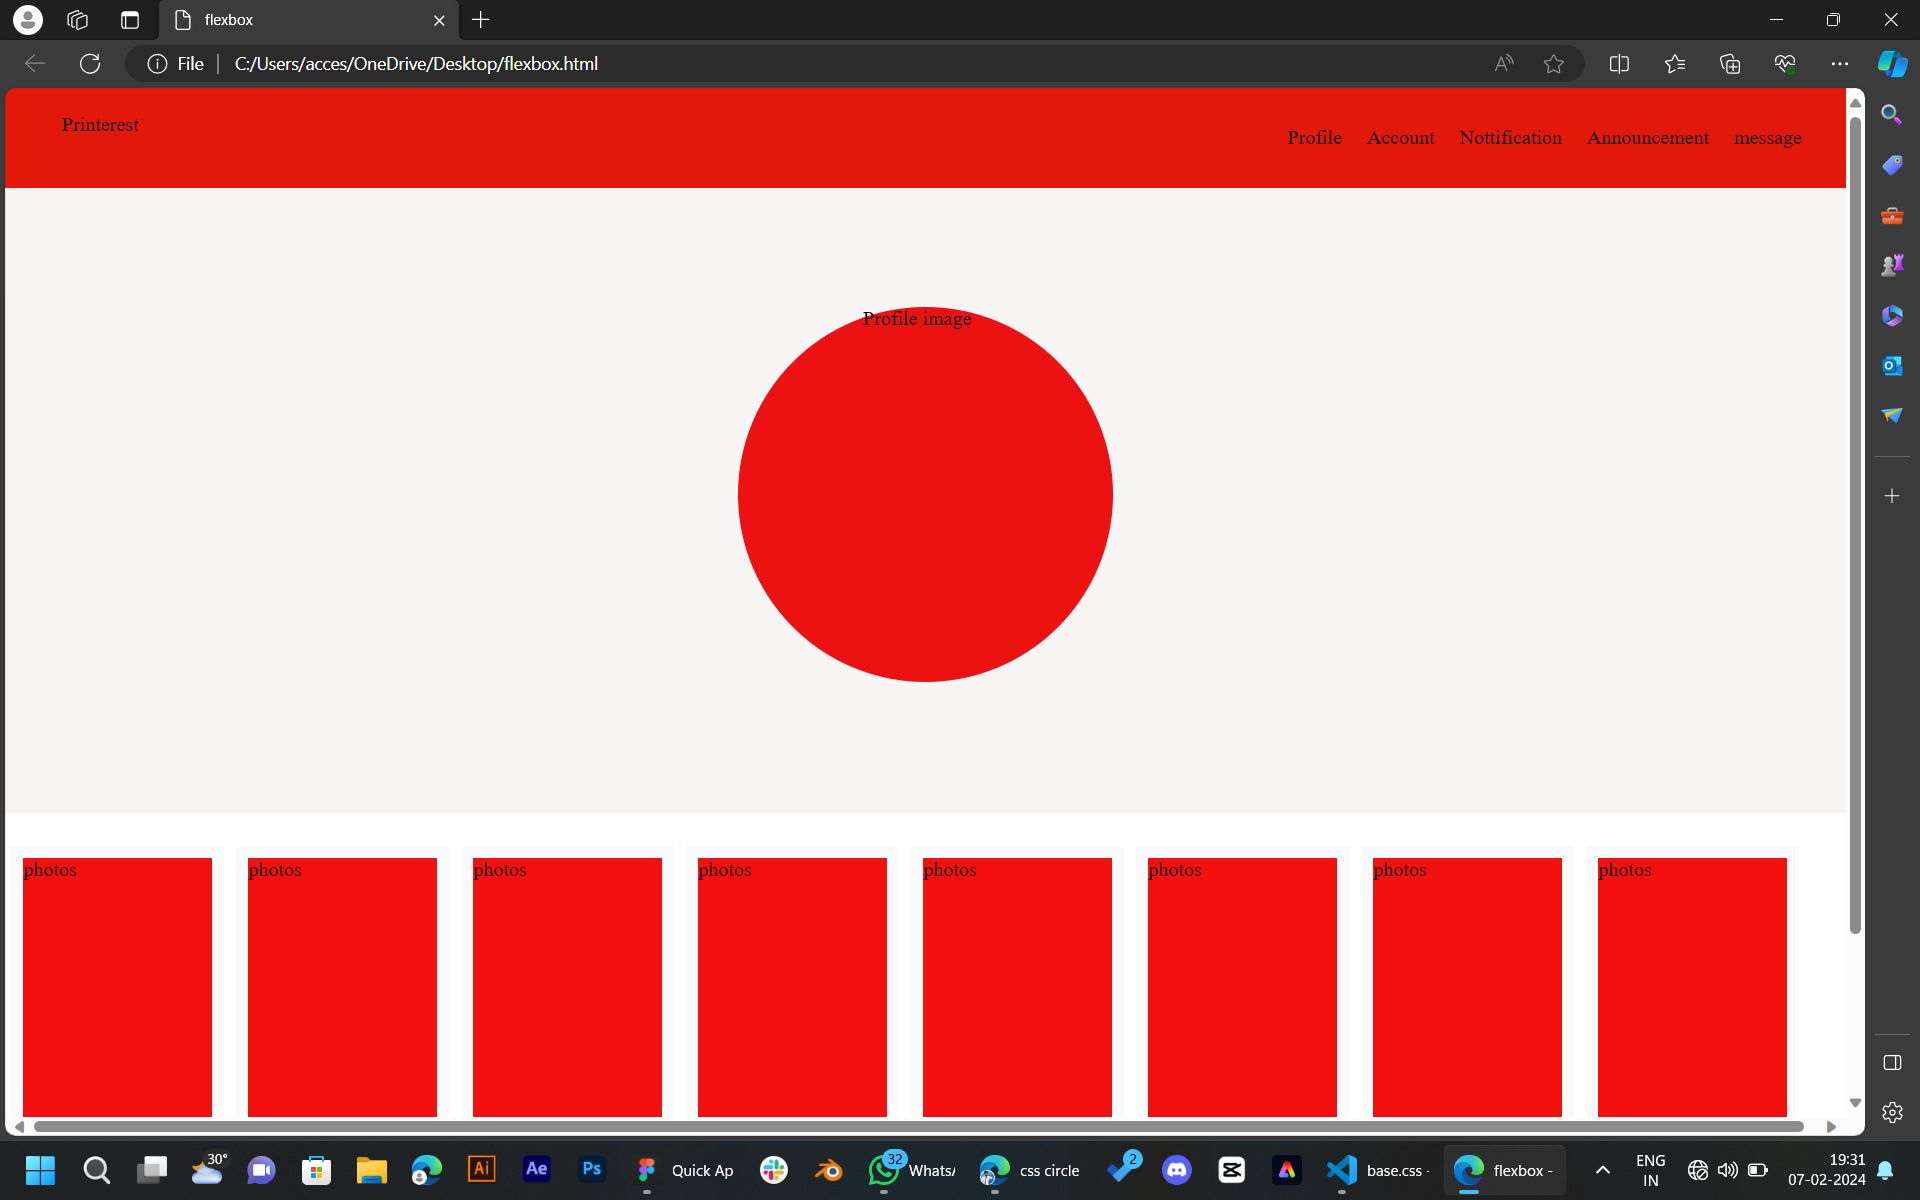 flexbox
File
C:/Users/acces/OneDrive/Desktop/flexbox.html
Printerest
Profile Account Nottification Announcement message
Profile image
photos photos photos photos photos photos photos photos
30°
Ai
Ae
Ps
Quick Ap
32
Whats
css circle
2
base.css
flexbox -
ENG
IN
19:31
07-02-2024